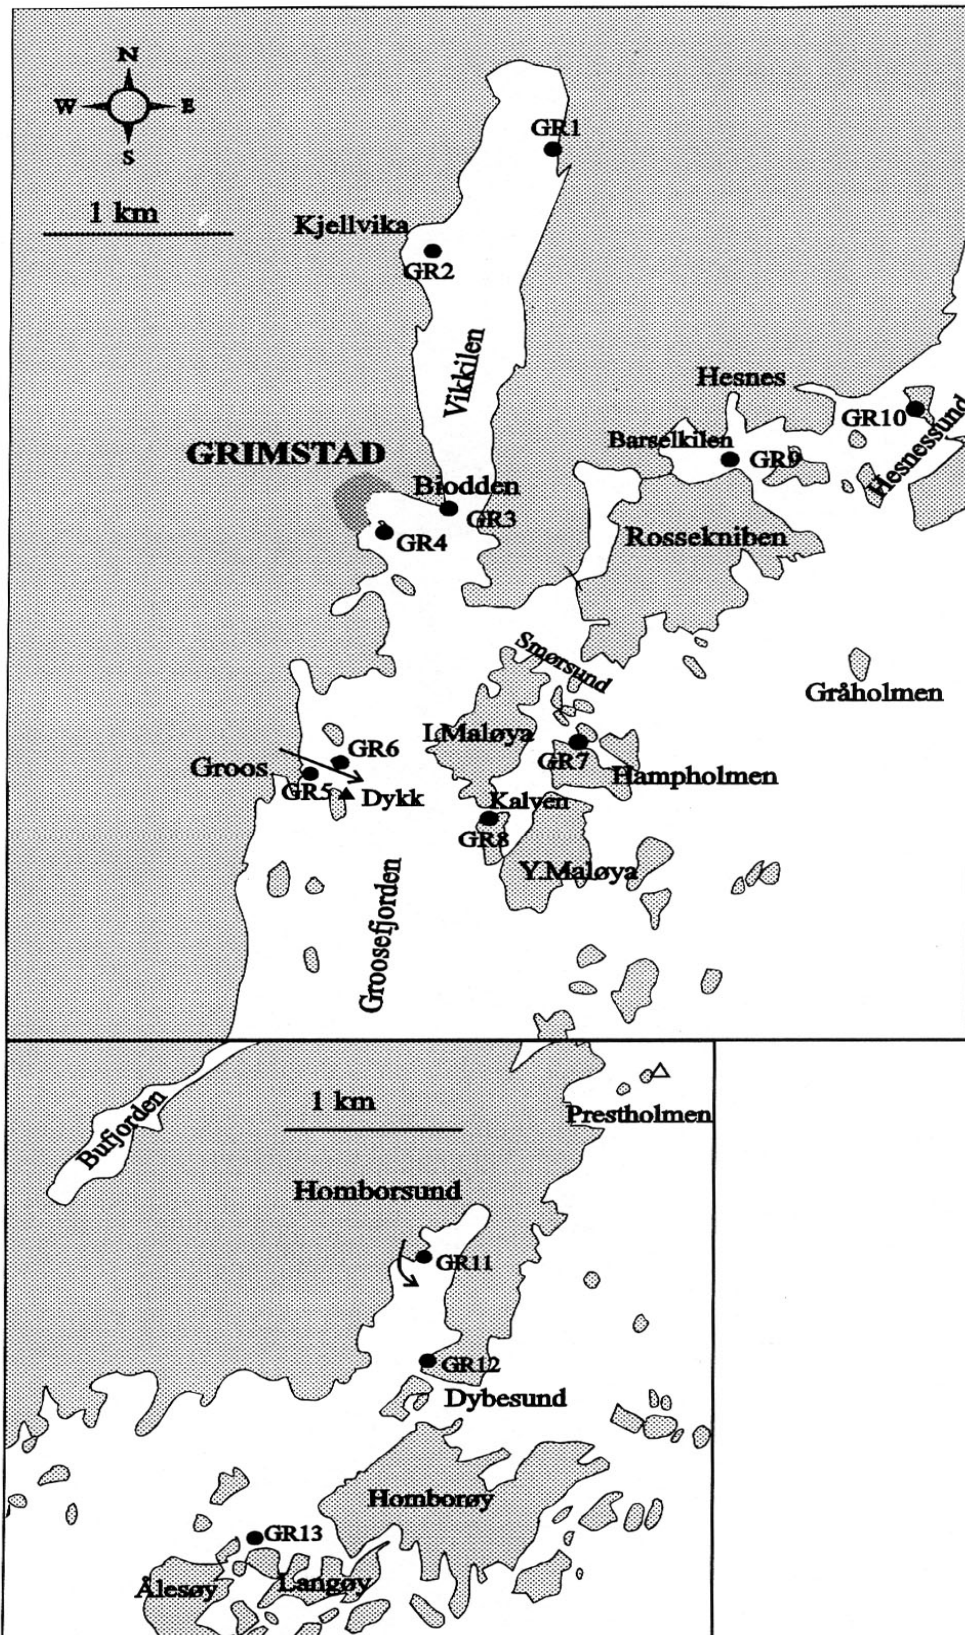 N
W E
S
1 km
GR1
Kjellvika
GR2
Vikkilen
Hesnes
GR10
Hesnessund
Barselkilen
GR9
GRIMSTAD
Biodden
GR3
GR4
Rossekniben
Smørsund
Gråholmen
I.Maløya
GR7
Hampholmen
GR6
Groos
GR5
Dykk
Kalven
GR8
Y.Maløya
Groosefjorden
Bufjorden
1 km
Prestholmen
Homborsund
GR11
GR12
Dybesund
Homborøy
GR13
Ålesøy
Langøy